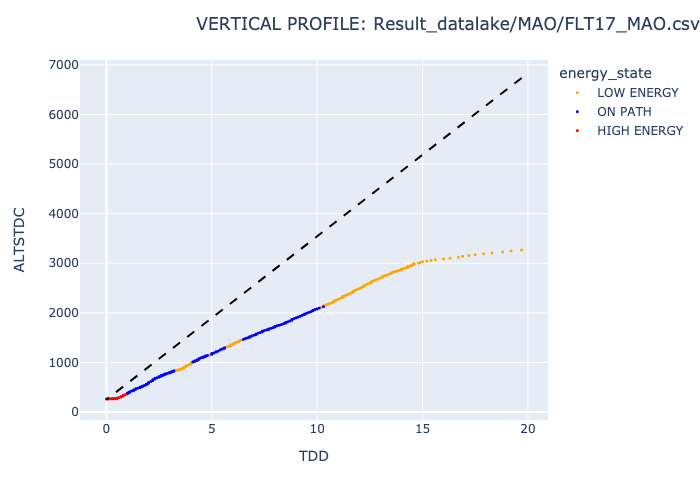 VERTICAL PROFILE: Result_datalake/MAO/FLT17_MAO.csv
energy_state
LOW ENERGY
ON PATH
HIGH ENERGY
ALTSTDC
7000
6000
5000
4000
3000
2000
1000
0
0 5 10 15 20
TDD